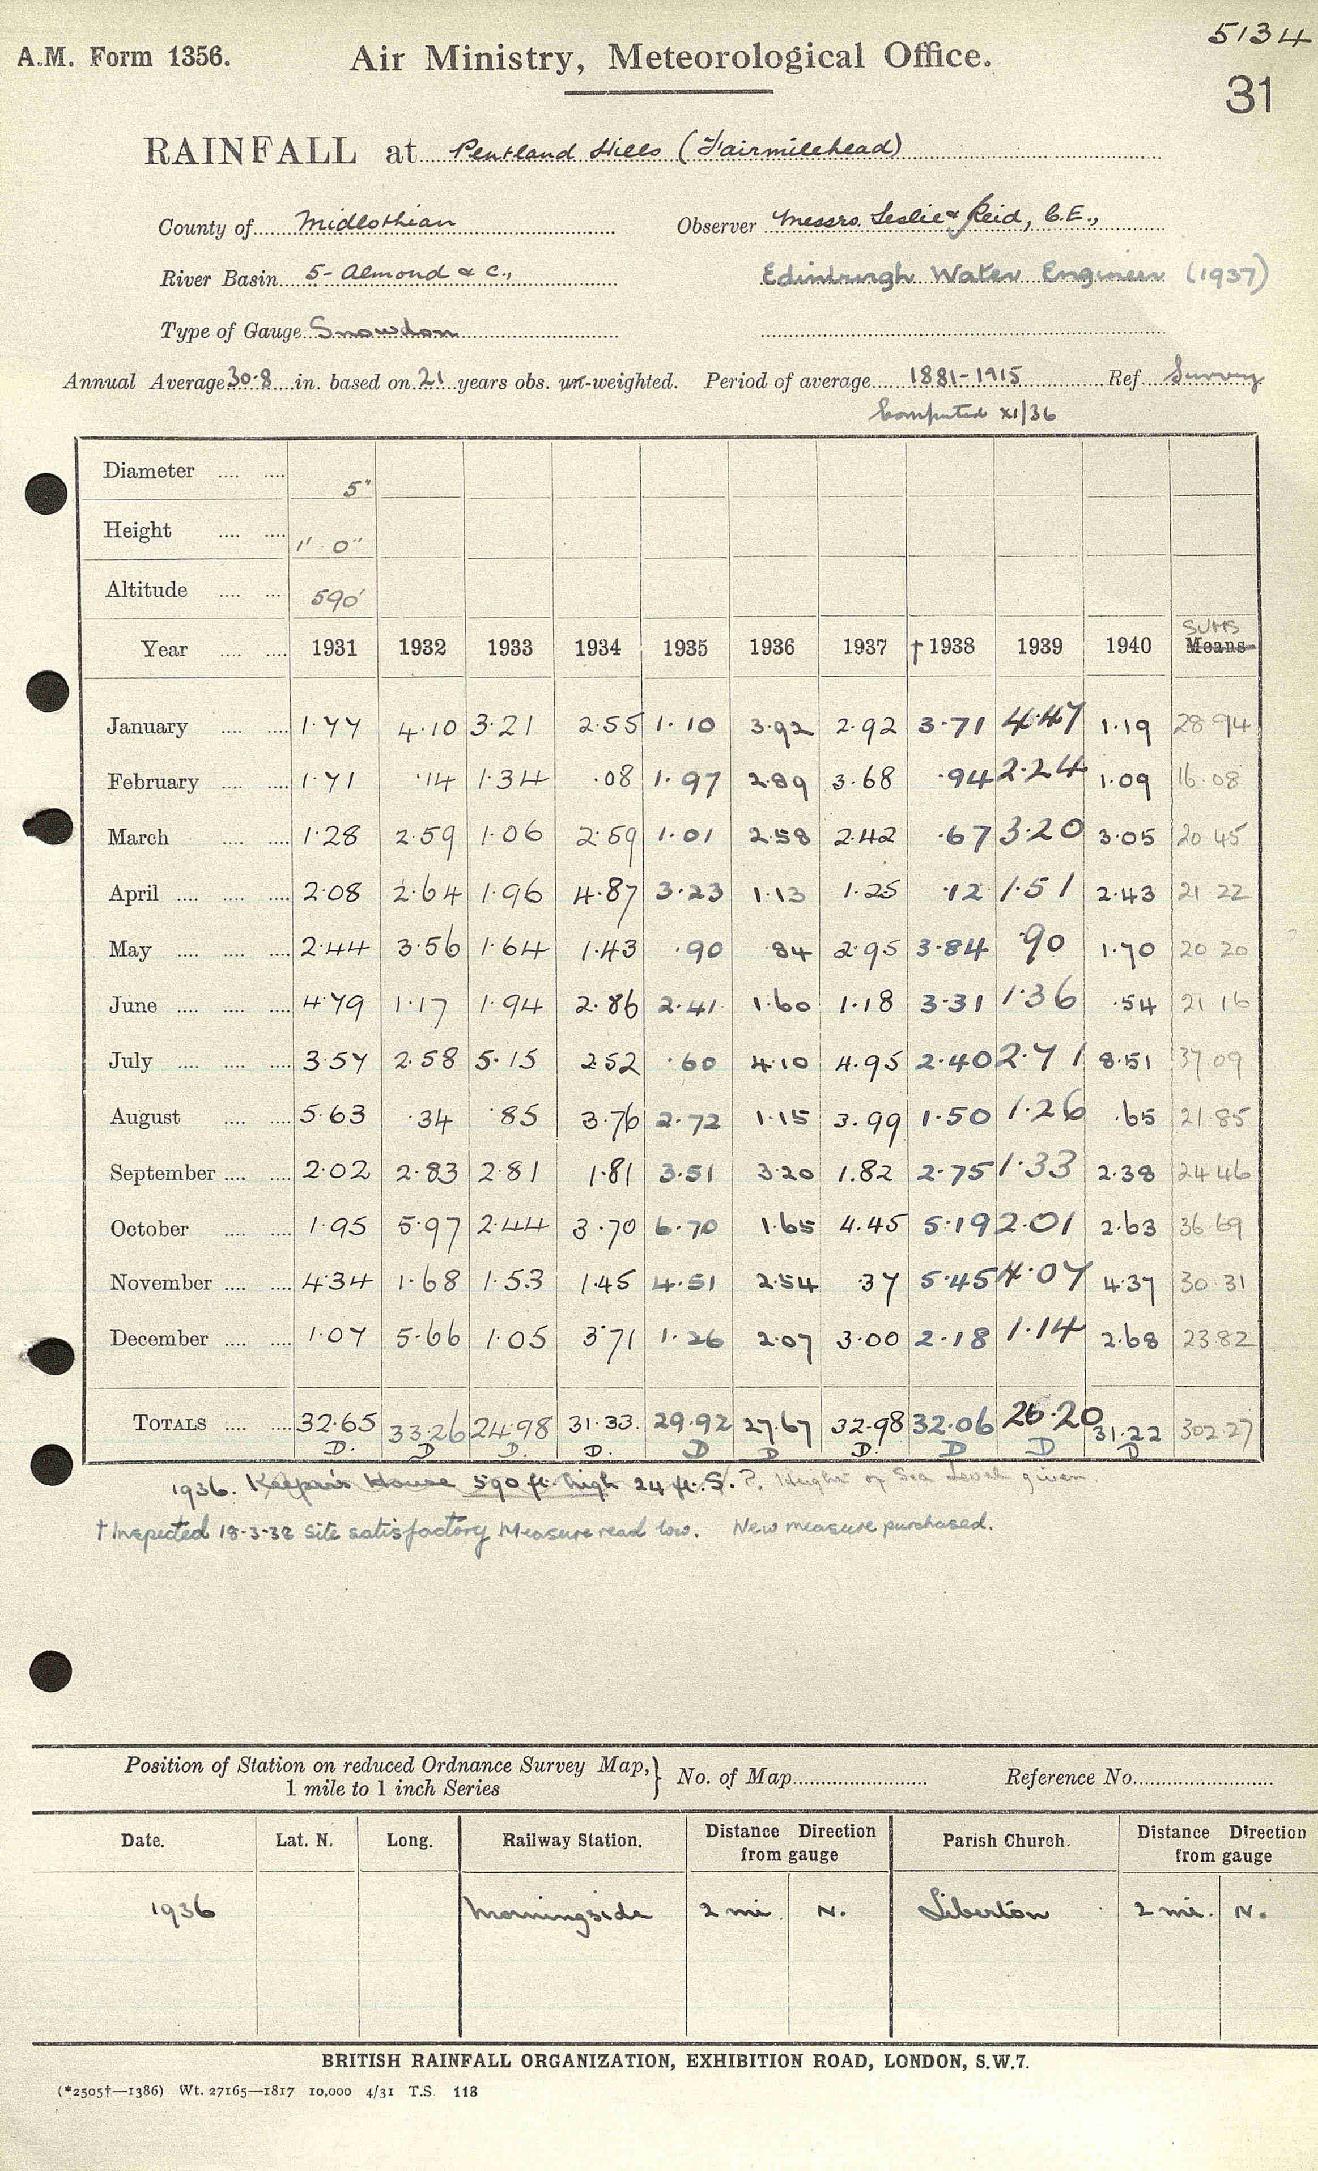 5134
A.M. Form 1356. Air Ministry, Meteorological Office.
31
RAINFALL at Pentland Hills (Fairmilehead)
County of Midlothian Observer Messrs. Leslie & Reid, C.E.,
River Basin 5- Almond & c., Edinburgh Water Engineer (1937)
Type of Gauge Snowdon
Annual Average 30.8 in. based on 21 years obs. un-weighted. Period of average 1881-1915 Ref. Survey
Computed XI/36
Diameter 5"
Height 1' 0"
Altitude 590'
SUMS
Year 1931 1932 1933 1934 1935 1936 1937 †1938 1939 1940 Means
January 1.77 4.10 3.21 2.55 1.10 3.92 2.92 3.71 4.47 1.19 28.94
February 1.71 .14 1.34 .08 1.97 2.89 3.68 .94 2.24 1.09 16.08
March 1.28 2.59 1.06 2.59 1.01 2.58 2.42 .67 3.20 3.05 20.45
April 2.08 2.64 1.96 4.87 3.23 1.13 1.25 .12 1.51 2.43 21.22
May 2.44 3.56 1.64 1.43 .90 .84 2.95 3.84 .90 1.70 20.20
June 4.79 1.17 1.94 2.86 2.41 1.60 1.18 3.31 1.36 .54 21.16
July 3.57 2.58 5.15 2.52 .60 4.10 4.95 2.40 2.71 8.51 37.09
August 5.63 .34 .85 3.76 2.72 1.15 3.99 1.50 1.26 .65 21.85
September 2.02 2.83 2.81 1.81 3.51 3.20 1.82 2.75 1.33 2.38 24.46
October 1.95 5.97 2.44 3.70 6.70 1.65 4.45 5.19 2.01 2.63 36.69
November 4.34 1.68 1.53 1.45 4.51 2.54 .37 5.45 4.07 4.37 30.31
December 1.07 5.66 1.05 3.71 1.26 2.07 3.00 2.18 1.14 2.68 23.82
TOTALS 32.65 33.26 24.98 31.33 29.92 27.67 32.98 32.06 26.20 31.22 302.27
D. D D. D. D D D. D D D
1936. Keeper's House 590 ft. high 24 ft. S. ?. Height of Sea Level given
† Inspected 18-3-38 site satisfactory Measure read low. New measure purchased.
Position of Station on reduced Ordnance Survey Map,} No. of Map Reference No.
1 mile to 1 inch Series
Date. Lat. N. Long. Railway Station. Distance Direction from gauge Parish Church. Distance Direction from gauge
1936 Morningside 2 mi. N. Liberton 2 mi. N.
BRITISH RAINFALL ORGANIZATION, EXHIBITION ROAD, LONDON, S.W.7.
(*2505†—1386) Wt. 27165—1817 10,000 4/31 T.S. 118